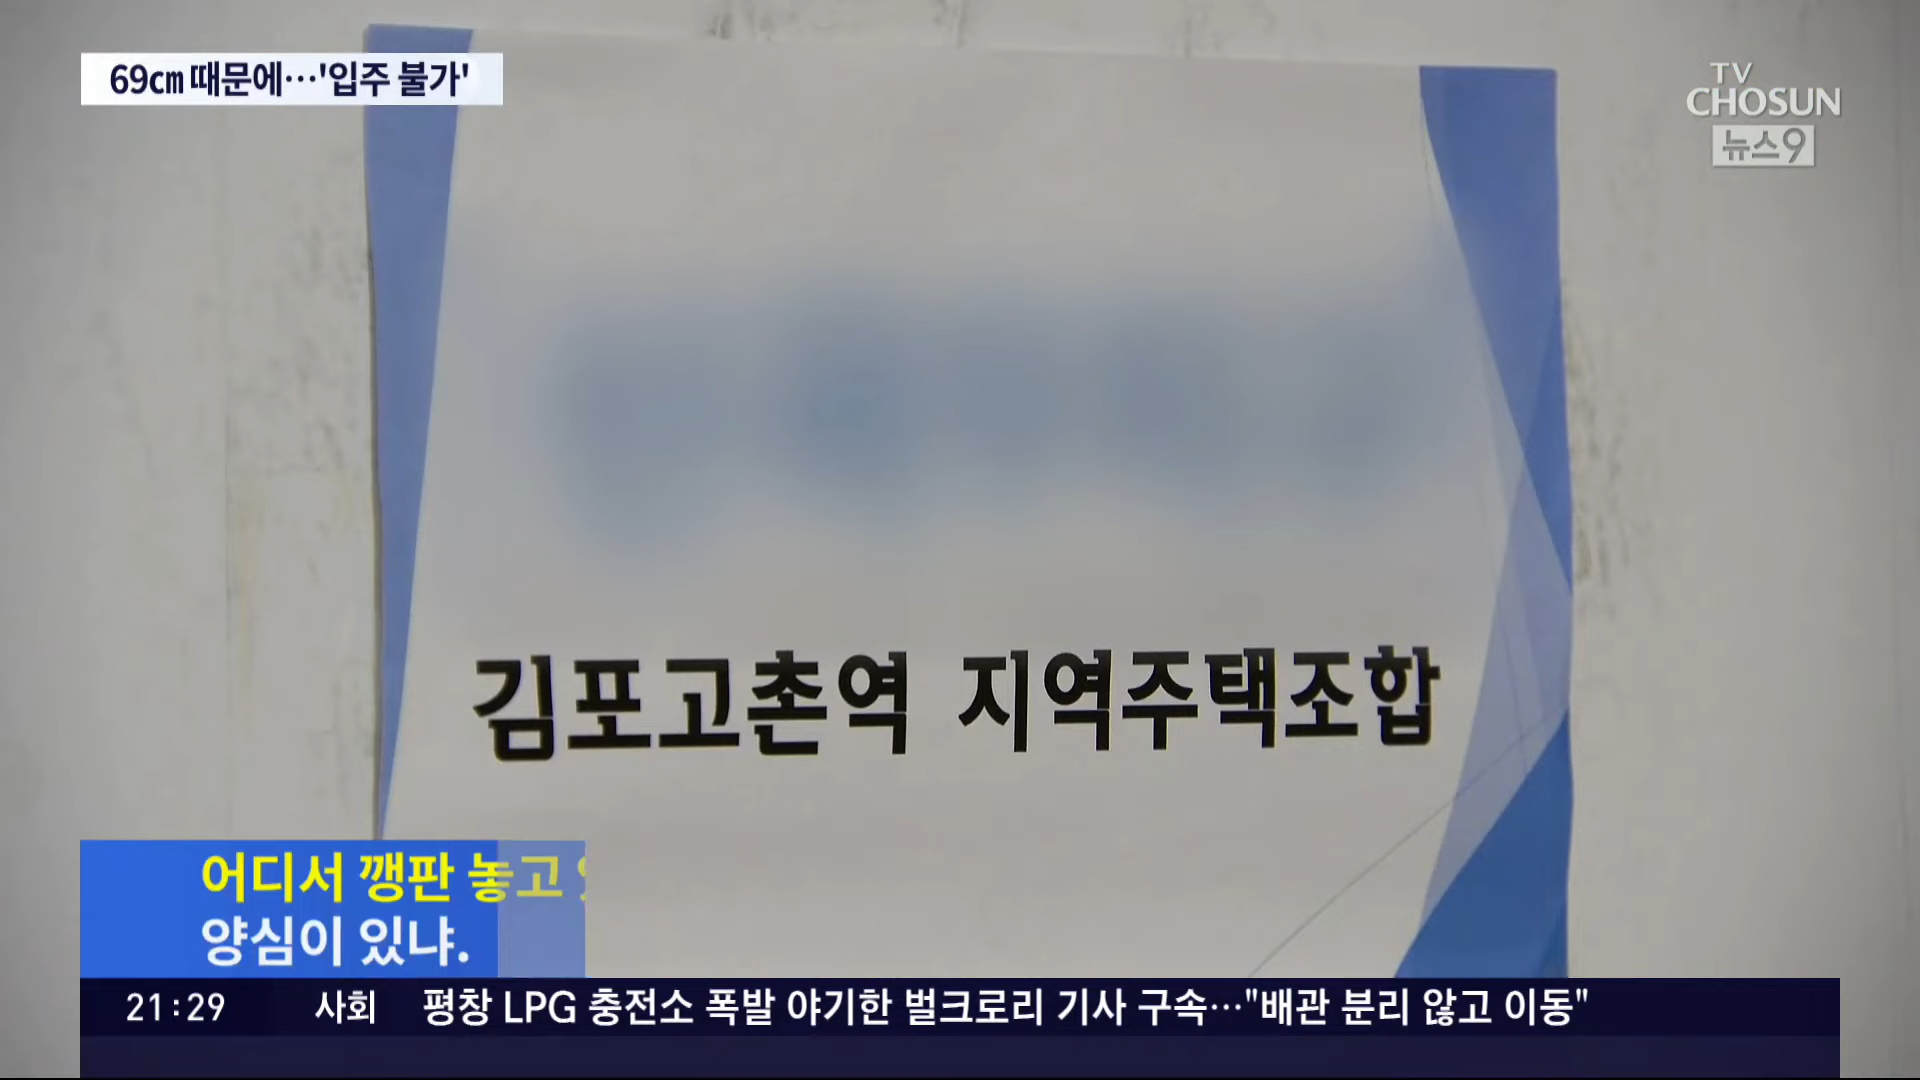 69㎝ 때문에…'입주 불가'
TV
CHOSUN
뉴스9
김포고촌역 지역주택조합
어디서 깽판 놓고
양심이 있냐.
21:29 사회 평창 LPG 충전소 폭발 야기한 벌크로리 기사 구속…"배관 분리 않고 이동"